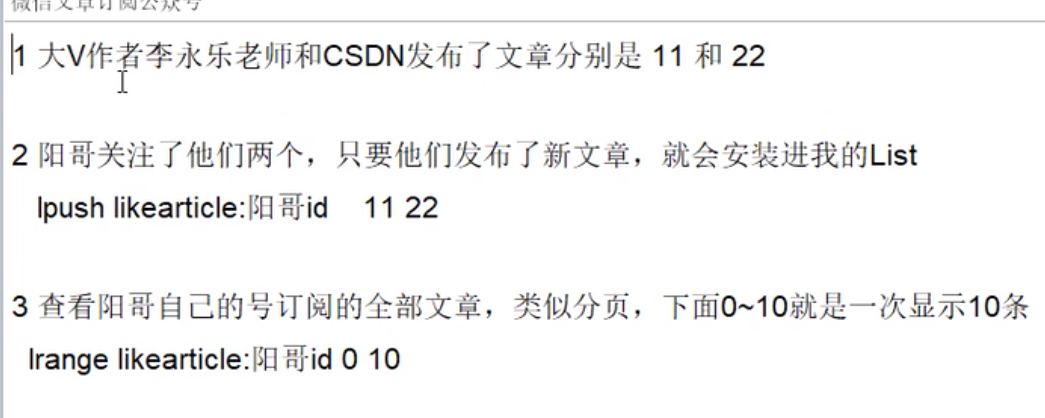 微信文章订阅公众号
1 大V作者李永乐老师和CSDN发布了文章分别是 11 和 22
2 阳哥关注了他们两个，只要他们发布了新文章，就会安装进我的List
lpush likearticle:阳哥id 11 22
3 查看阳哥自己的号订阅的全部文章，类似分页，下面0~10就是一次显示10条
lrange likearticle:阳哥id 0 10